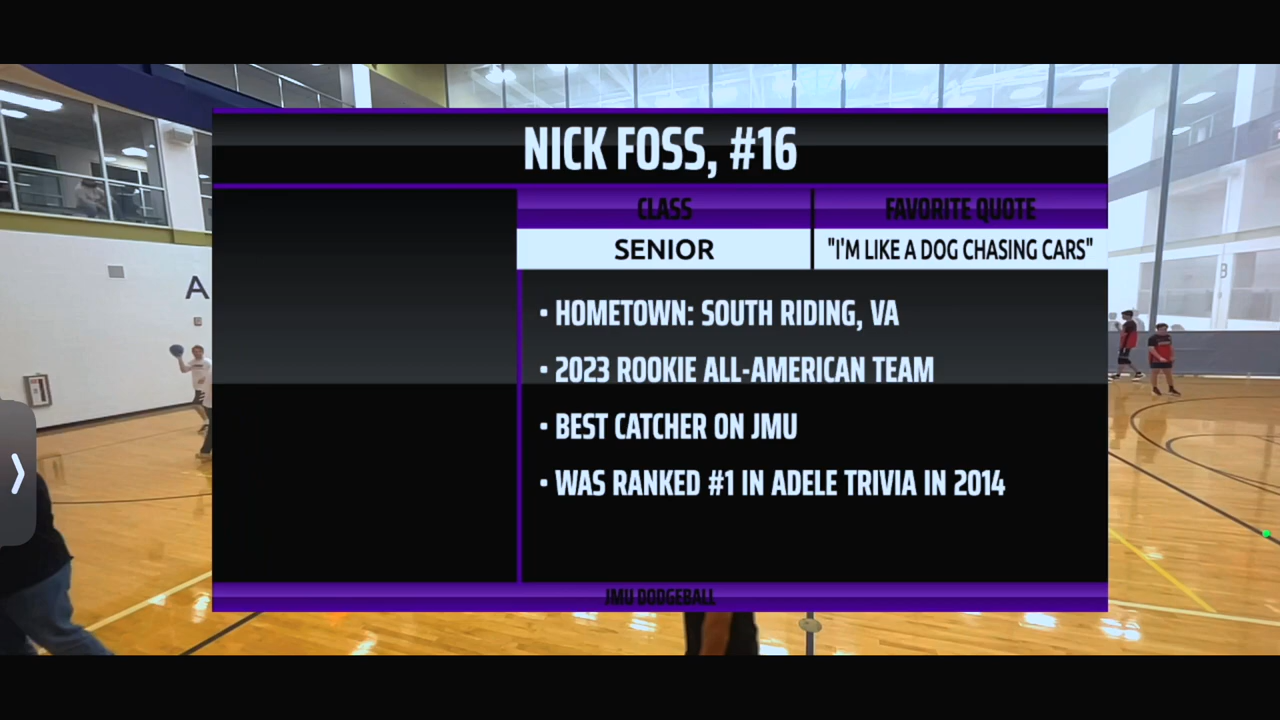 NICK FOSS, #16
CLASS
FAVORITE QUOTE
SENIOR
"I'M LIKE A DOG CHASING CARS"
• HOMETOWN: SOUTH RIDING, VA
• 2023 ROOKIE ALL-AMERICAN TEAM
• BEST CATCHER ON JMU
• WAS RANKED #1 IN ADELE TRIVIA IN 2014
JMU DODGEBALL
A
B